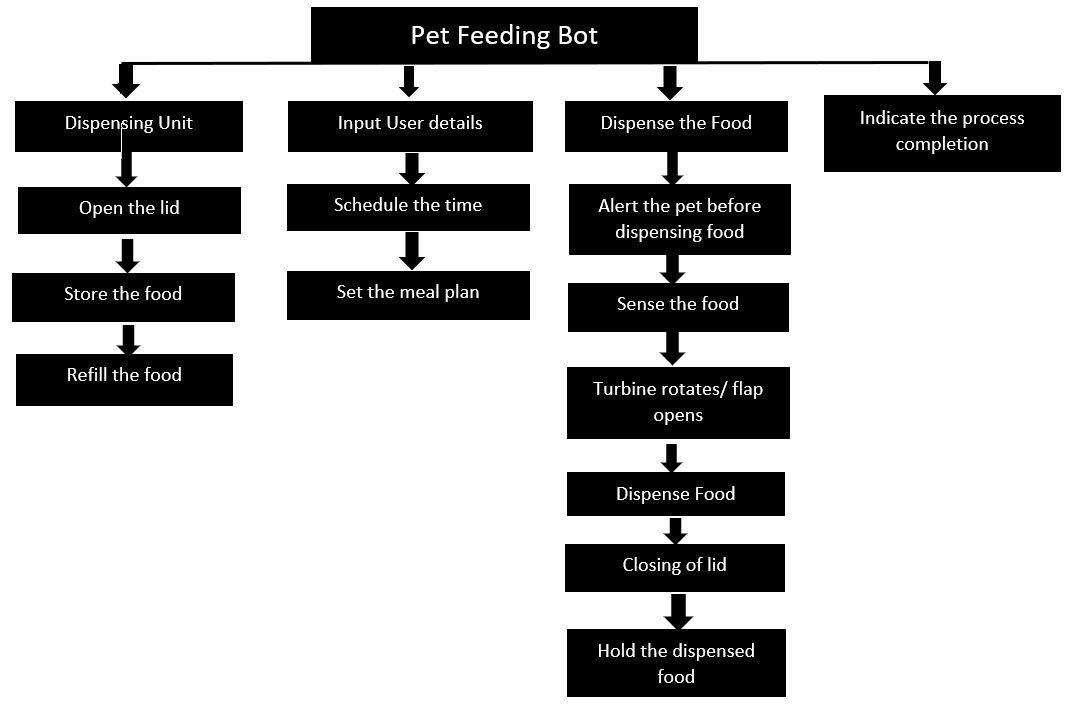 Pet Feeding Bot
Dispensing Unit
Open the lid
Store the food
Refill the food
Input User details
Schedule the time
Set the meal plan
Dispense the Food
Alert the pet before
dispensing food
Sense the food
Turbine rotates/ flap
opens
Dispense Food
Closing of lid
Hold the dispensed
food
Indicate the process
completion